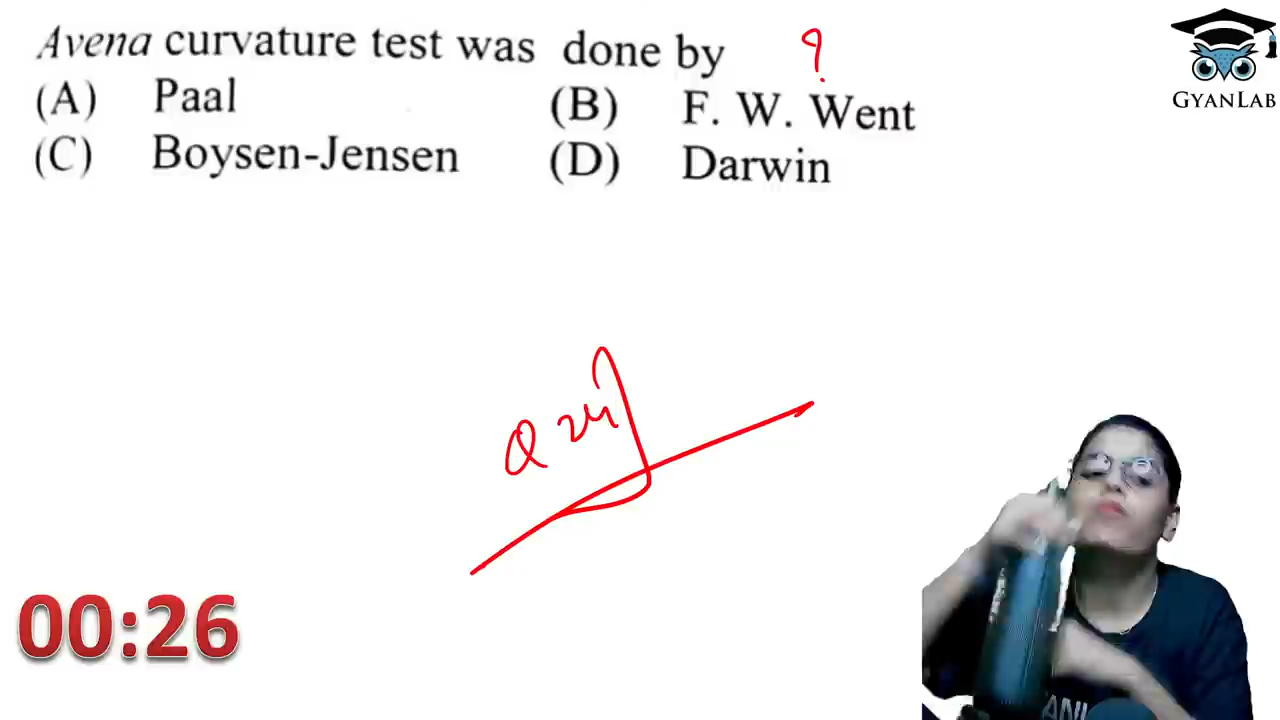 Avena curvature test was done by ?
(A) Paal (B) F. W. Went
(C) Boysen-Jensen (D) Darwin
GYANLAB
Q 24
00:26